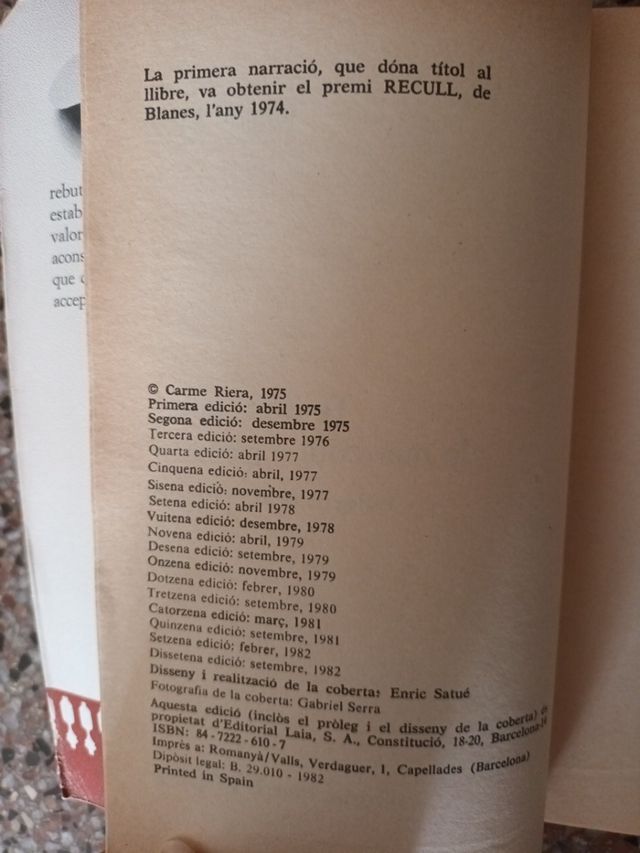 La primera narració, que dóna títol al
llibre, va obtenir el premi RECULL, de
Blanes, l'any 1974.
rebut
estab
valor
acons
que
accep
© Carme Riera, 1975
Primera edició: abril 1975
Segona edició: desembre 1975
Tercera edició: setembre 1976
Quarta edició: abril 1977
Cinquena edició: abril, 1977
Sisena edició: novembre, 1977
Setena edició: abril 1978
Vuitena edició: desembre, 1978
Novena edició: abril, 1979
Desena edició: setembre, 1979
Onzena edició: novembre, 1979
Dotzena edició: febrer, 1980
Tretzena edició: setembre, 1980
Catorzena edició: març, 1981
Quinzena edició: setembre, 1981
Setzena edició: febrer, 1982
Dissetena edició: setembre, 1982
Disseny i realització de la coberta: Enric Satué
Fotografia de la coberta: Gabriel Serra
Aquesta edició (inclòs el pròleg i el disseny de la coberta) és
propietat d'Editorial Laia, S. A., Constitució, 18-20, Barcelona-14
ISBN: 84-7222-610-7
Imprès a: Romanyà/Valls, Verdaguer, 1, Capellades (Barcelona)
Dipòsit legal: B. 29.010 - 1982
Printed in Spain